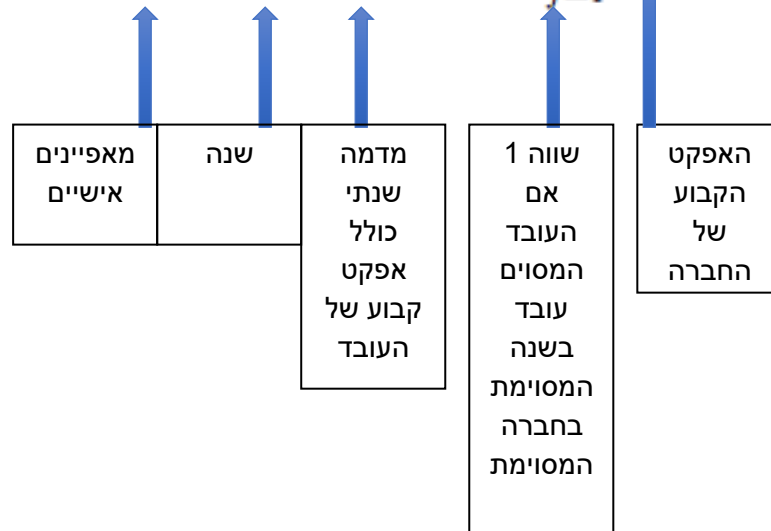 האפקט
הקבוע
של
החברה
שווה 1
אם
העובד
המסוים
עובד
בשנה
המסוימת
בחברה
המסוימת
מדמה
שנתי
כולל
אפקט
קבוע של
העובד
שנה
מאפיינים
אישיים